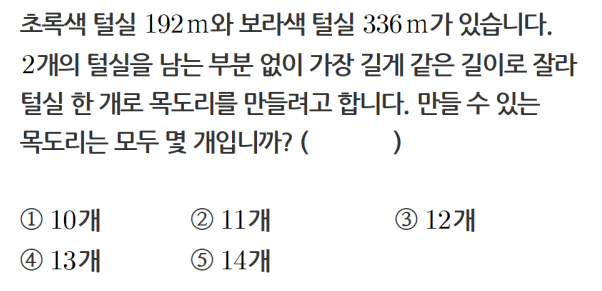 초록색 털실 192 m와 보라색 털실 336 m가 있습니다.
2개의 털실을 남는 부분 없이 가장 길게 같은 길이로 잘라
털실 한 개로 목도리를 만들려고 합니다. 만들 수 있는
목도리는 모두 몇 개입니까? (          )
① 10개 ② 11개 ③ 12개
④ 13개 ⑤ 14개